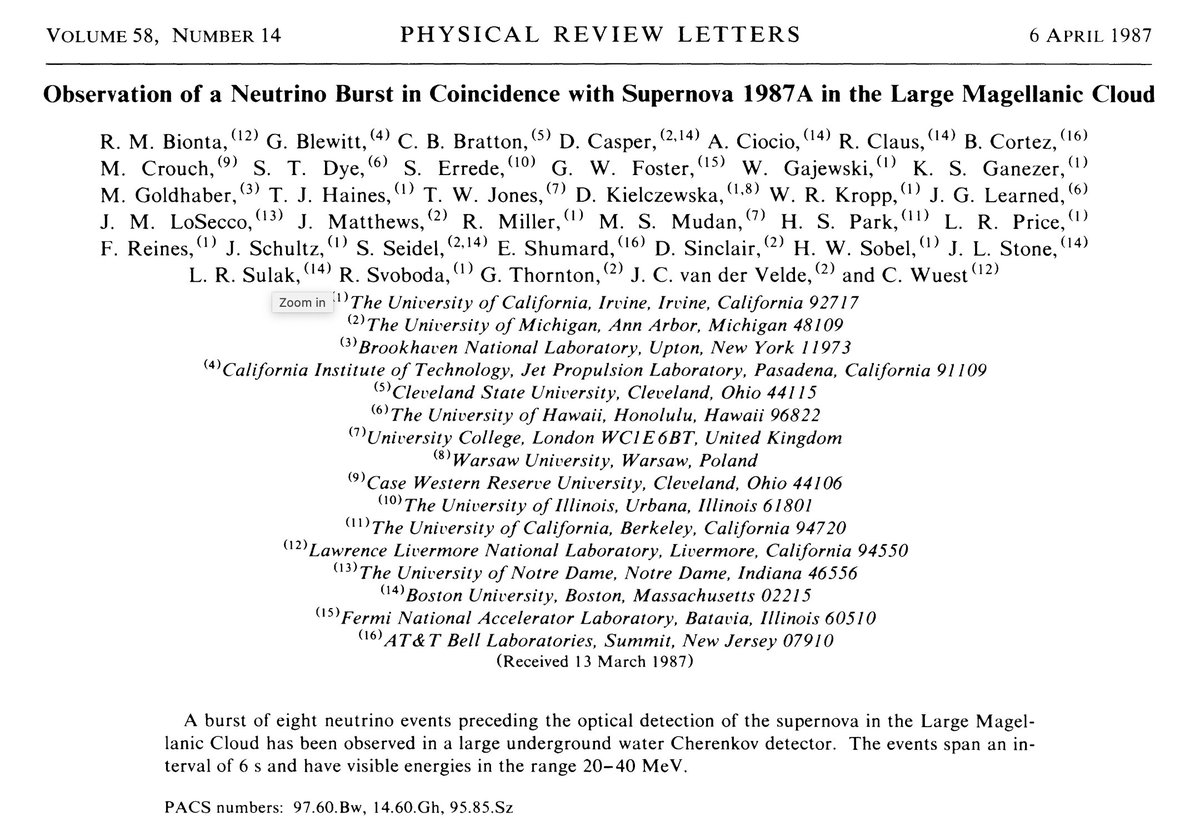 VOLUME 58, NUMBER 14 PHYSICAL REVIEW LETTERS 6 APRIL 1987
Observation of a Neutrino Burst in Coincidence with Supernova 1987A in the Large Magellanic Cloud
R. M. Bionta,(12) G. Blewitt,(4) C. B. Bratton,(5) D. Casper,(2,14) A. Ciocio,(14) R. Claus,(14) B. Cortez,(16)
M. Crouch,(9) S. T. Dye,(6) S. Errede,(10) G. W. Foster,(15) W. Gajewski,(1) K. S. Ganezer,(1)
M. Goldhaber,(3) T. J. Haines,(1) T. W. Jones,(7) D. Kielczewska,(1,8) W. R. Kropp,(1) J. G. Learned,(6)
J. M. LoSecco,(13) J. Matthews,(2) R. Miller,(1) M. S. Mudan,(7) H. S. Park,(11) L. R. Price,(1)
F. Reines,(1) J. Schultz,(1) S. Seidel,(2,14) E. Shumard,(16) D. Sinclair,(2) H. W. Sobel,(1) J. L. Stone,(14)
L. R. Sulak,(14) R. Svoboda,(1) G. Thornton,(2) J. C. van der Velde,(2) and C. Wuest(12)
Zoom in (1)The University of California, Irvine, Irvine, California 92717
(2)The University of Michigan, Ann Arbor, Michigan 48109
(3)Brookhaven National Laboratory, Upton, New York 11973
(4)California Institute of Technology, Jet Propulsion Laboratory, Pasadena, California 91109
(5)Cleveland State University, Cleveland, Ohio 44115
(6)The University of Hawaii, Honolulu, Hawaii 96822
(7)University College, London WC1E6BT, United Kingdom
(8)Warsaw University, Warsaw, Poland
(9)Case Western Reserve University, Cleveland, Ohio 44106
(10)The University of Illinois, Urbana, Illinois 61801
(11)The University of California, Berkeley, California 94720
(12)Lawrence Livermore National Laboratory, Livermore, California 94550
(13)The University of Notre Dame, Notre Dame, Indiana 46556
(14)Boston University, Boston, Massachusetts 02215
(15)Fermi National Accelerator Laboratory, Batavia, Illinois 60510
(16)AT&T Bell Laboratories, Summit, New Jersey 07910
(Received 13 March 1987)
A burst of eight neutrino events preceding the optical detection of the supernova in the Large Magel-
lanic Cloud has been observed in a large underground water Cherenkov detector. The events span an in-
terval of 6 s and have visible energies in the range 20–40 MeV.
PACS numbers: 97.60.Bw, 14.60.Gh, 95.85.Sz